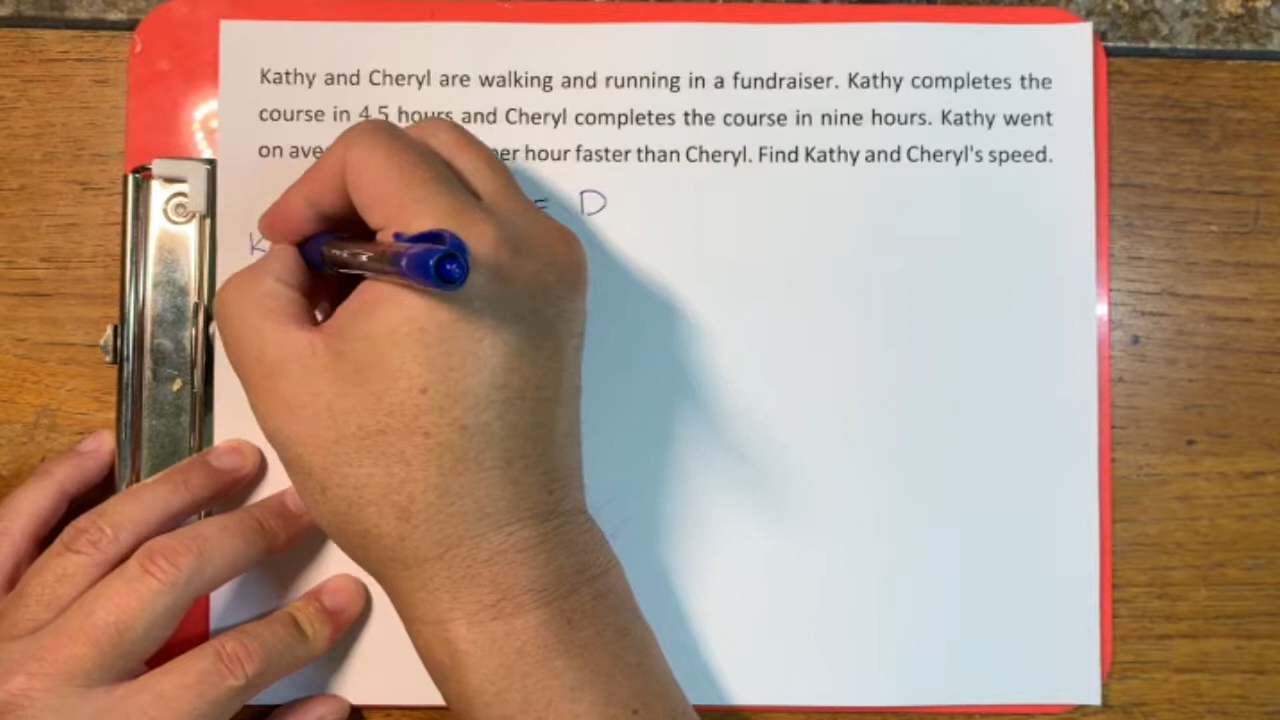 Kathy and Cheryl are walking and running in a fundraiser. Kathy completes the
course in 4.5 hours and Cheryl completes the course in nine hours. Kathy went
on per hour faster than Cheryl. Find Kathy and Cheryl's speed.
= D
K